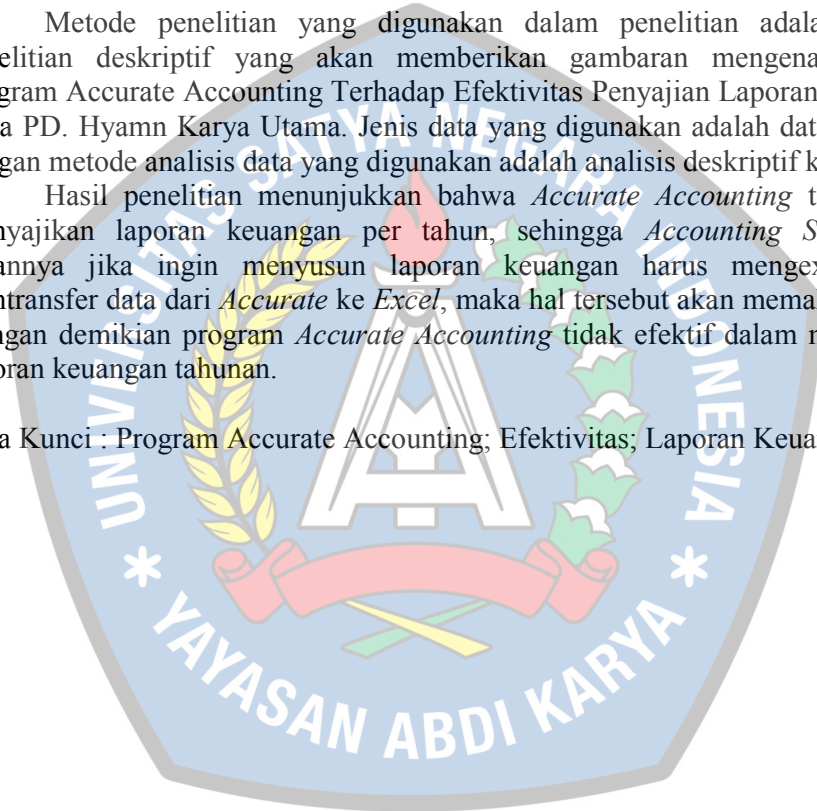 Metode penelitian yang digunakan dalam penelitian adala
elitian deskriptif yang akan memberikan gambaran mengena
gram Accurate Accounting Terhadap Efektivitas Penyajian Laporan
a PD. Hyamn Karya Utama. Jenis data yang digunakan adalah dat
gan metode analisis data yang digunakan adalah analisis deskriptif k
Hasil penelitian menunjukkan bahwa Accurate Accounting t
nyajikan laporan keuangan per tahun, sehingga Accounting S
annya jika ingin menyusun laporan keuangan harus mengex
ntransfer data dari Accurate ke Excel, maka hal tersebut akan mema
ngan demikian program Accurate Accounting tidak efektif dalam
oran keuangan tahunan.
a Kunci : Program Accurate Accounting; Efektivitas; Laporan Keua
UNIVERSITAS SATYA NEGARA INDONESIA
* YAYASAN ABDI KARYA *